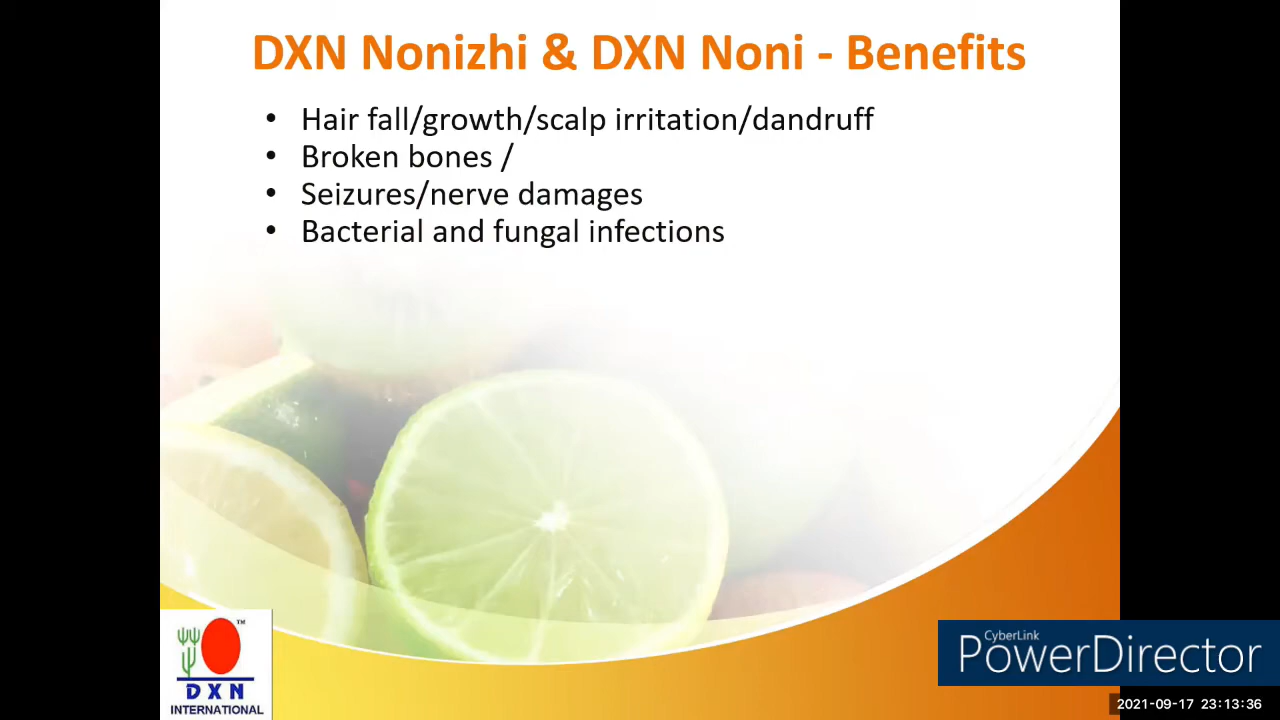 DXN Nonizhi & DXN Noni - Benefits
• Hair fall/growth/scalp irritation/dandruff
• Broken bones /
• Seizures/nerve damages
• Bacterial and fungal infections
TM
DXN
INTERNATIONAL
CyberLink
PowerDirector
2021-09-17 23:13:36